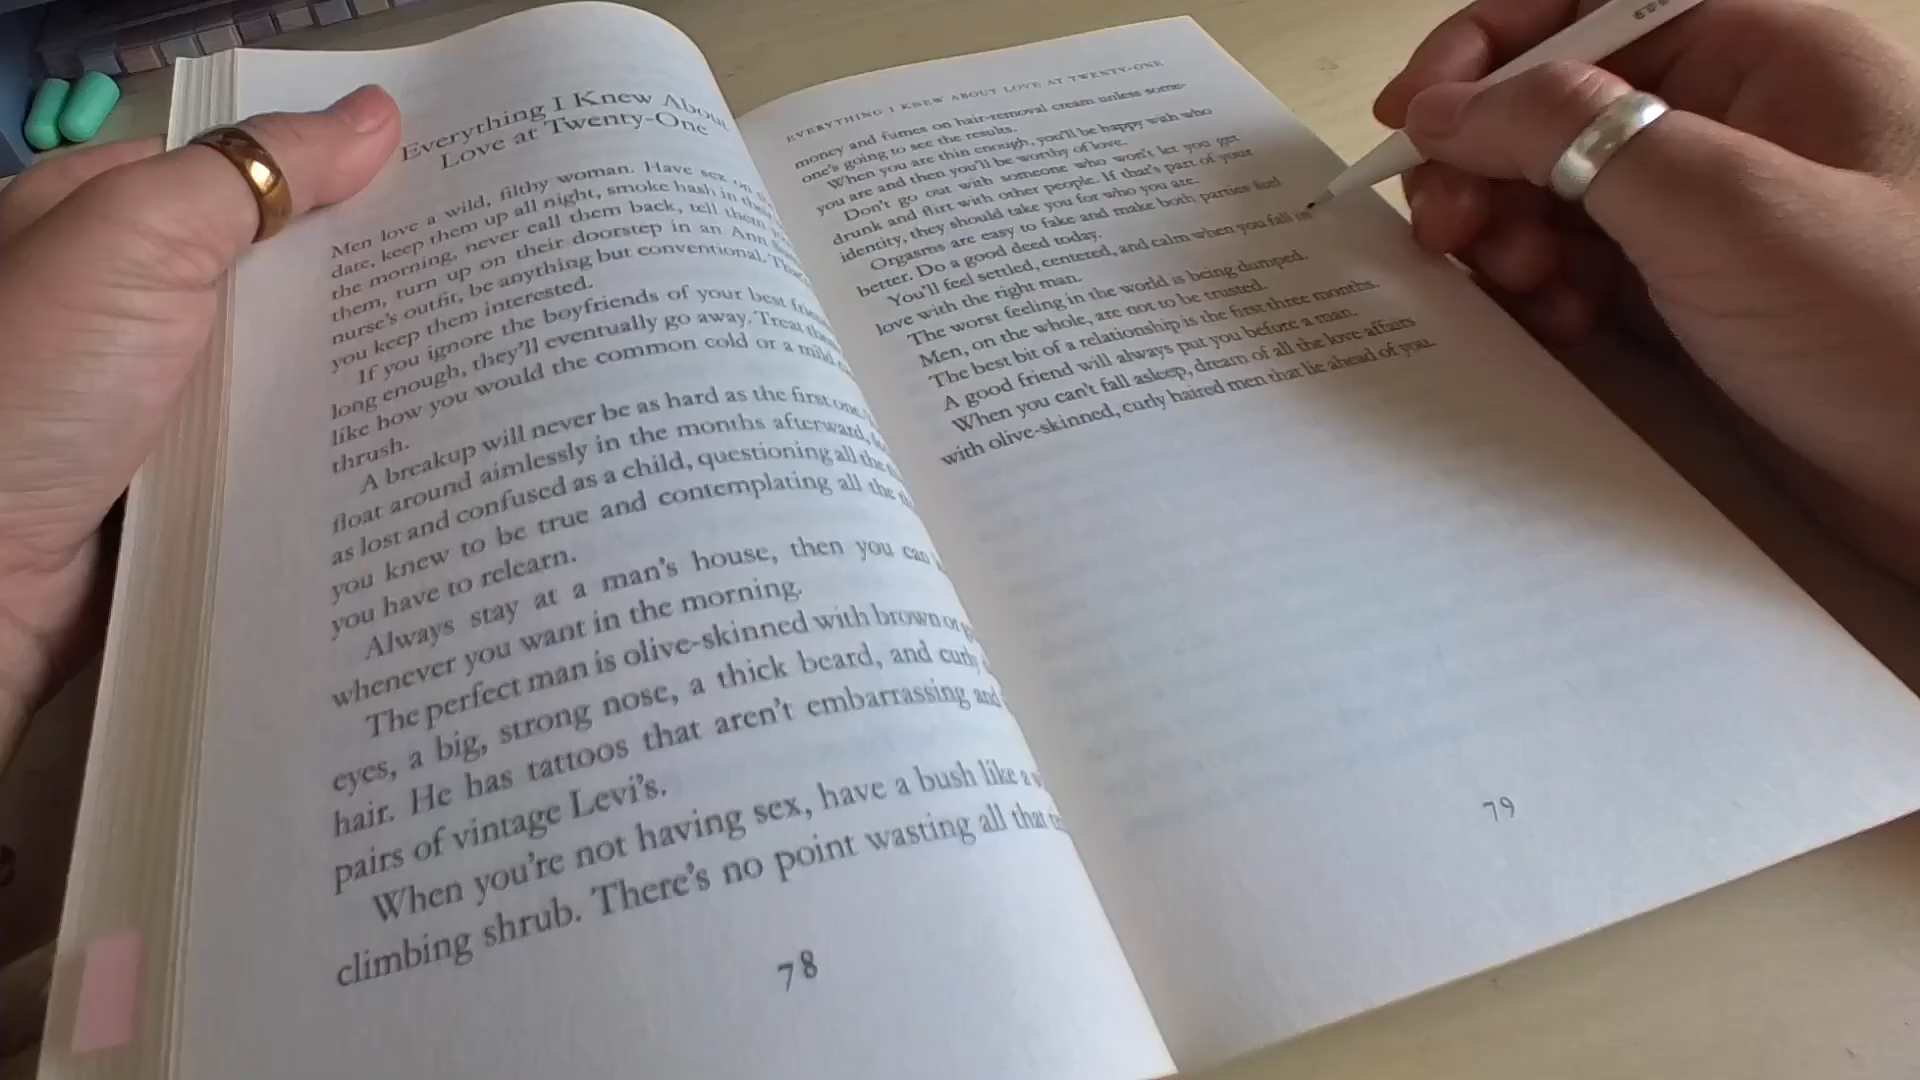 Everything I Knew About
Love at Twenty-One
Men love a wild, filthy woman. Have sex on
date, keep them up all night, smoke hash in their
the morning, never call them back, tell them
them, turn up on their doorstep in an Ann
nurse's outfit, be anything but conventional. That's
you keep them interested.
If you ignore the boyfriends of your best
long enough, they'll eventually go away. Treat them
like how you would the common cold or a mild
thrush.
A breakup will never be as hard as the first one.
float around aimlessly in the months afterward,
as lost and confused as a child, questioning all the
you knew to be true and contemplating all the
you have to relearn.
Always stay at a man's house, then you can
whenever you want in the morning.
The perfect man is olive-skinned with brown or
eyes, a big, strong nose, a thick beard, and curly
hair. He has tattoos that aren't embarrassing and
pairs of vintage Levi's.
When you're not having sex, have a bush like a
climbing shrub. There's no point wasting all that
78
EVERYTHING I KNEW ABOUT LOVE AT TWENTY-ONE
money and fumes on hair-removal cream unless some-
one's going to see the results.
When you are thin enough, you'll be happy with who
you are and then you'll be worthy of love.
Don't go out with someone who won't let you get
drunk and flirt with other people. If that's part of your
identity, they should take you for who you are.
Orgasms are easy to fake and make both parties feel
better. Do a good deed today.
You'll feel settled, centered, and calm when you fall in
love with the right man.
The worst feeling in the world is being dumped.
Men, on the whole, are not to be trusted.
The best bit of a relationship is the first three months.
A good friend will always put you before a man.
When you can't fall asleep, dream of all the love affairs
with olive-skinned, curly haired men that lie ahead of you.
79